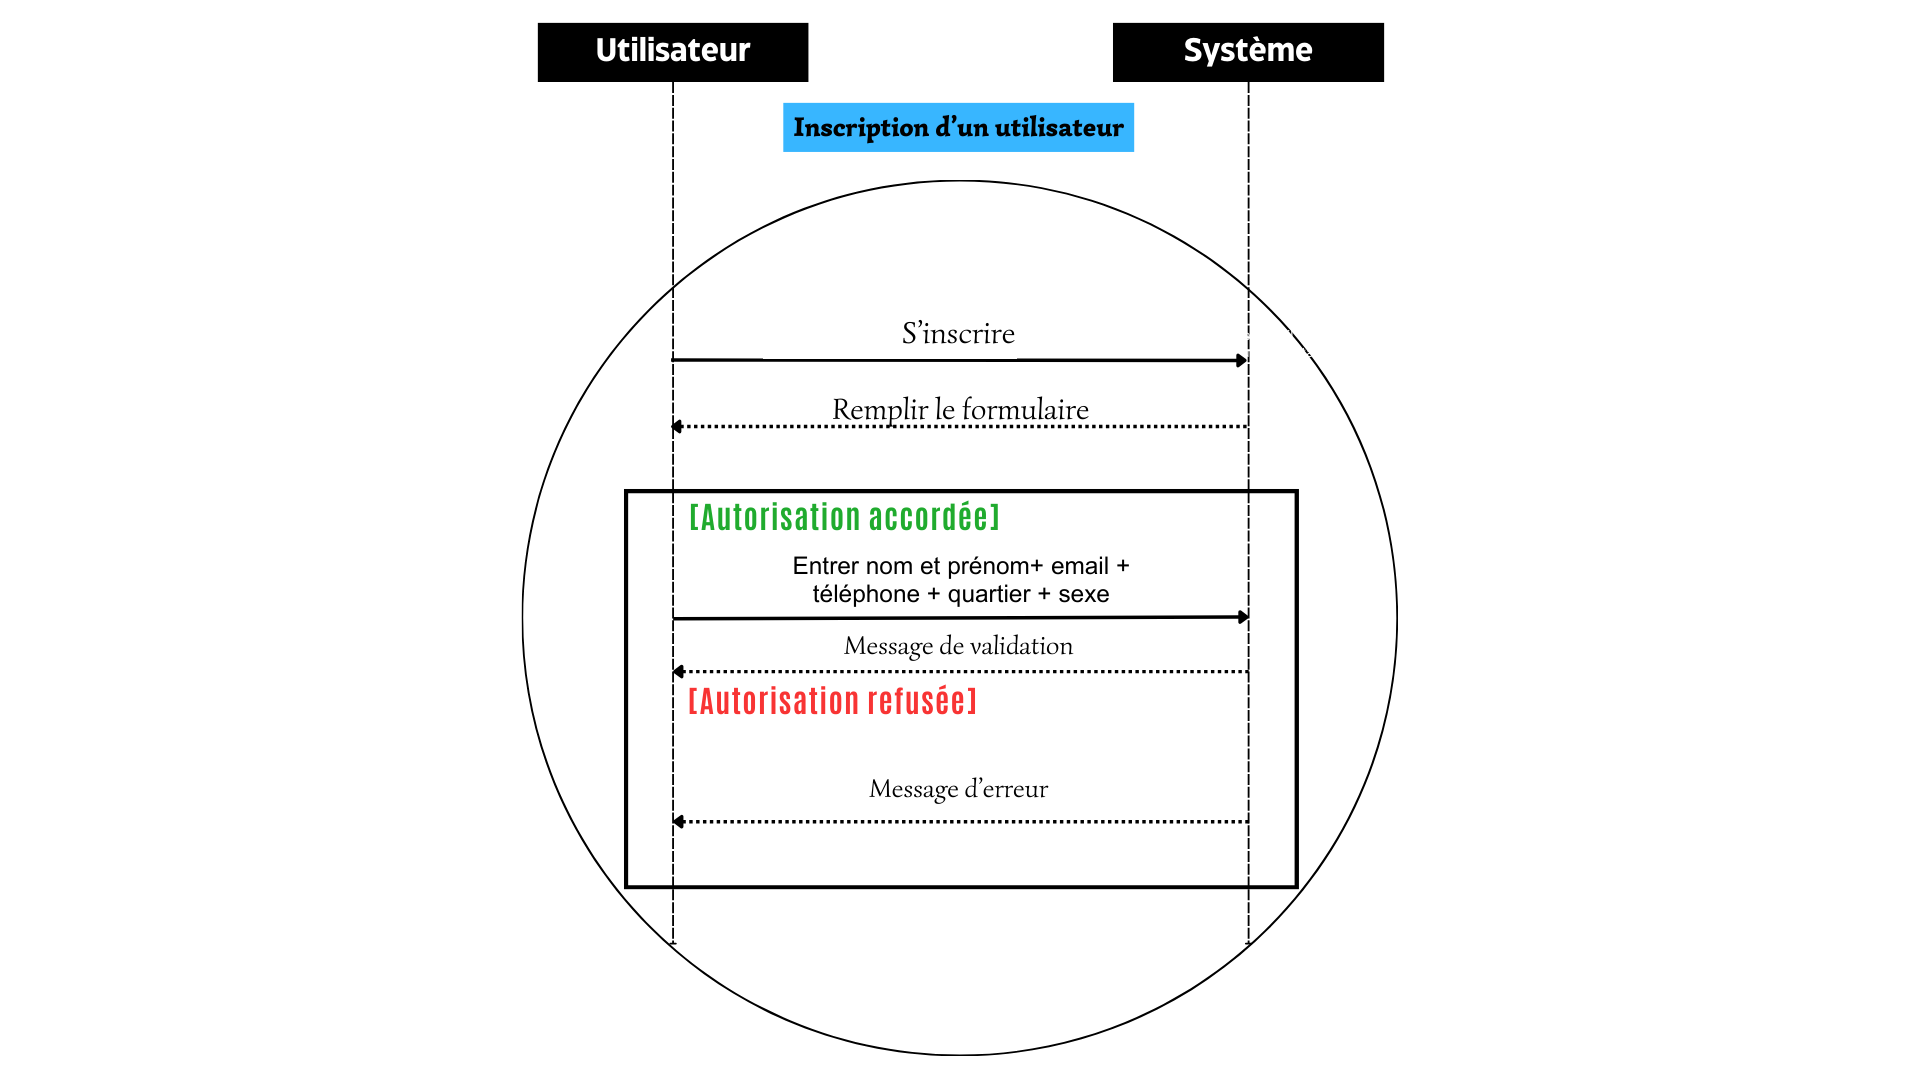 Utilisateur
Système
Inscription d’un utilisateur
S’inscrire
Remplir le formulaire
[Autorisation accordée]
Entrer nom et prénom+ email +
téléphone + quartier + sexe
Message de validation
[Autorisation refusée]
Message d’erreur